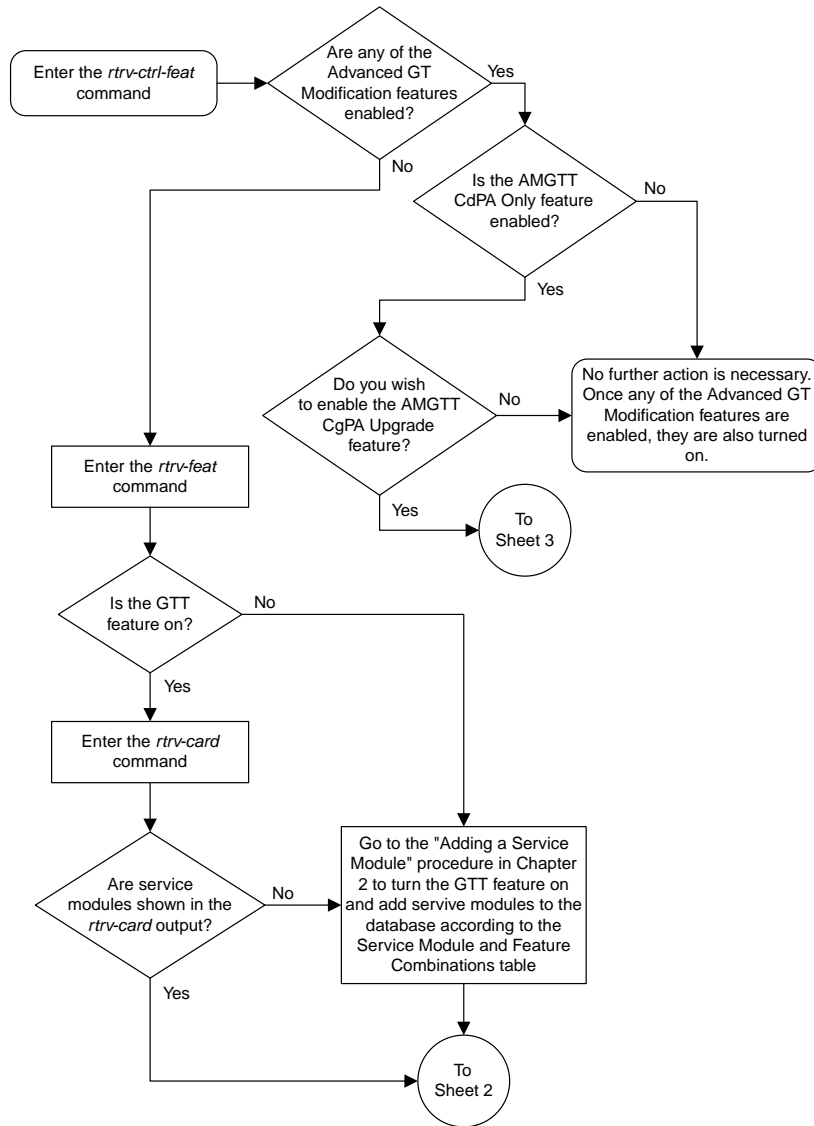 Enter the rtrv-ctrl-feat
command
Are any of the
Advanced GT
Modification features
enabled?
Yes
No
Is the AMGTT
CdPA Only feature
enabled?
No
Yes
Do you wish
to enable the AMGTT
CgPA Upgrade
feature?
No
Yes
No further action is necessary.
Once any of the Advanced GT
Modification features are
enabled, they are also turned
on.
To
Sheet 3
Enter the rtrv-feat
command
Is the GTT
feature on?
No
Yes
Enter the rtrv-card
command
Are service
modules shown in the
rtrv-card output?
No
Yes
Go to the "Adding a Service
Module" procedure in Chapter
2 to turn the GTT feature on
and add servive modules to the
database according to the
Service Module and Feature
Combinations table
To
Sheet 2